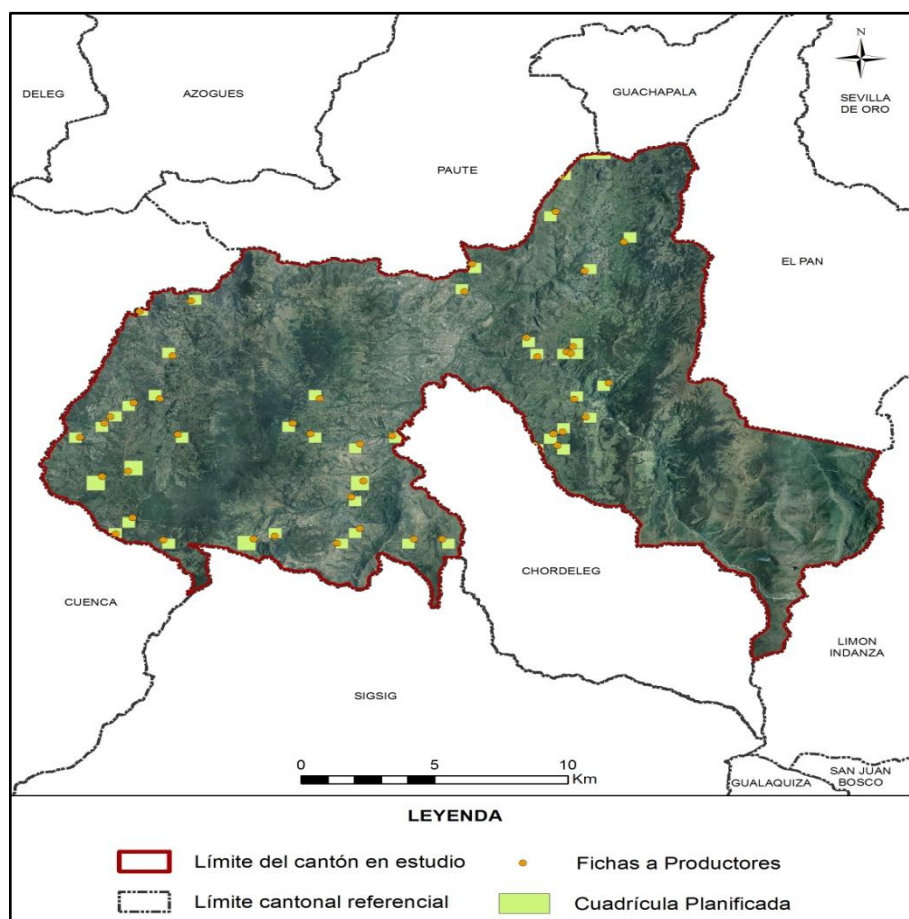 N
DELEG
AZOGUES
GUACHAPALA
SEVILLA
DE ORO
PAUTE
EL PAN
CUENCA
CHORDELEG
LIMON
INDANZA
SIGSIG
0 5 10
Km
GUALAQUIZA
SAN JUAN
BOSCO
LEYENDA
Límite del cantón en estudio
Fichas a Productores
Límite cantonal referencial
Cuadrícula Planificada